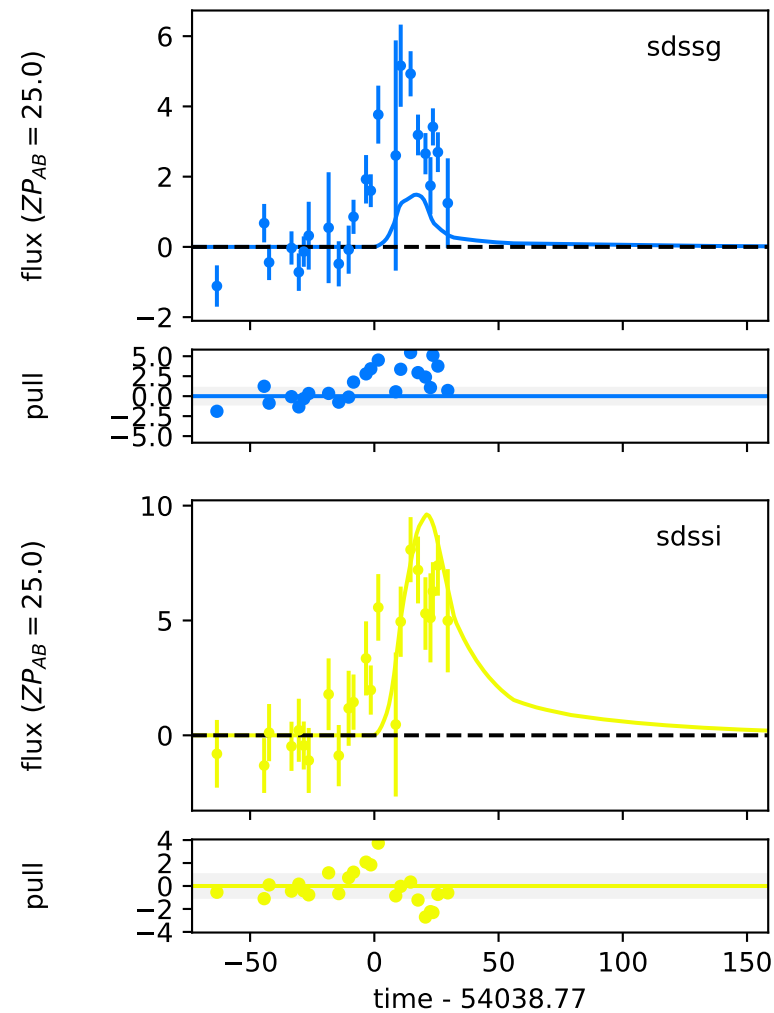 sdssg
flux (ZP_AB = 25.0)
6
4
2
0
−2
pull
5.0
2.5
0.0
−2.5
−5.0
sdssi
flux (ZP_AB = 25.0)
10
5
0
pull
4
2
0
−2
−4
−50 0 50 100 150
time - 54038.77